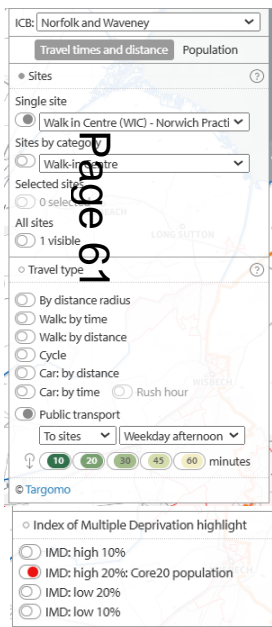 ICB: Norfolk and Waveney
Travel times and distance Population
Sites ?
Single site
Walk in Centre (WIC) - Norwich Practi
Sites by category
Walk-in Centre
Selected sites
0 selected
All sites
1 visible
Page 61
LONG SUTTON
Travel type ?
By distance radius
Walk: by time
Walk: by distance
Cycle
Car: by distance
WISBECH
Car: by time Rush hour
Public transport
To sites Weekday afternoon
10 20 30 45 60 minutes
© Targomo
Index of Multiple Deprivation highlight
IMD: high 10%
IMD: high 20%: Core20 population
IMD: low 20%
IMD: low 10%